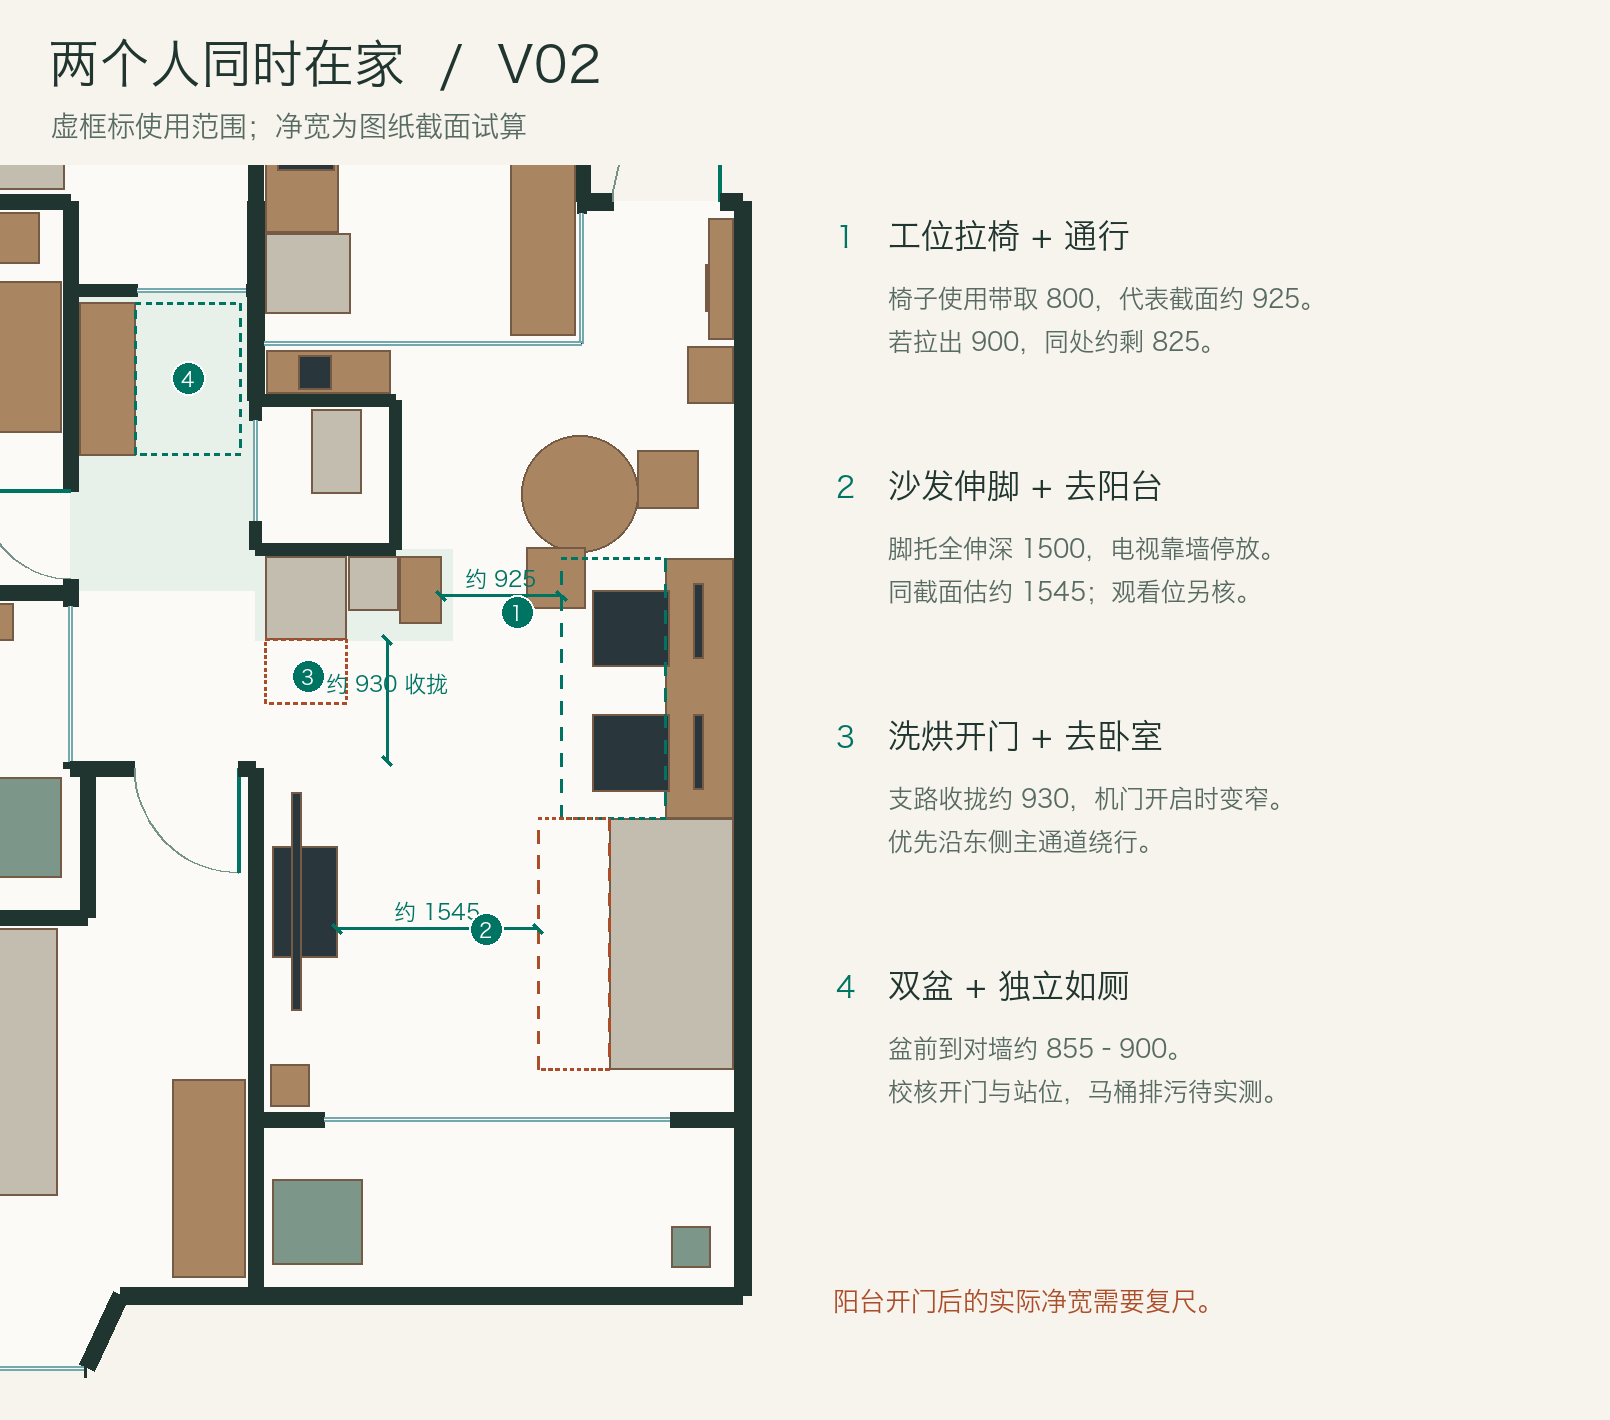 两个人同时在家 / V02
虚框标使用范围；净宽为图纸截面试算
4
约 925
1
3
约 930 收拢
约 1545
2
1 工位拉椅 + 通行
椅子使用带取 800，代表截面约 925。
若拉出 900，同处约剩 825。
2 沙发伸脚 + 去阳台
脚托全伸深 1500，电视靠墙停放。
同截面估约 1545；观看位另核。
3 洗烘开门 + 去卧室
支路收拢约 930，机门开启时变窄。
优先沿东侧主通道绕行。
4 双盆 + 独立如厕
盆前到对墙约 855 - 900。
校核开门与站位，马桶排污待实测。
阳台开门后的实际净宽需要复尺。